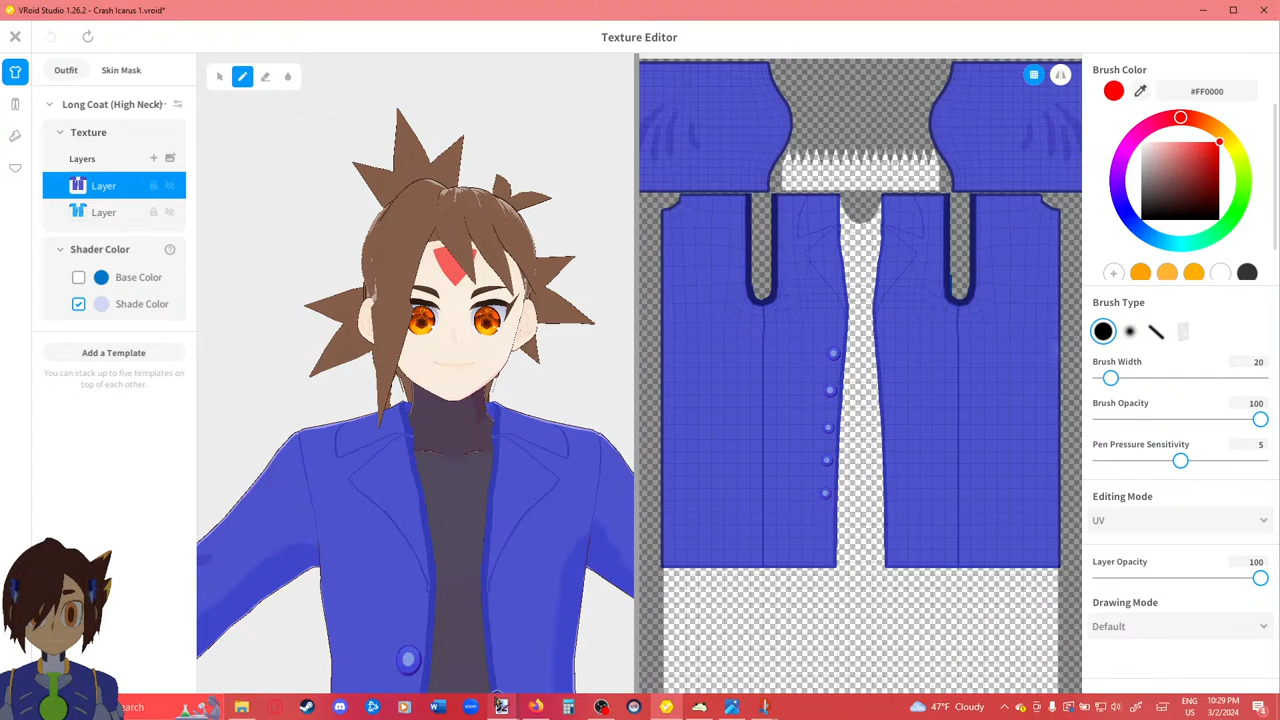 VRoid Studio 1.26.2 - Crash Icarus 1.vroid*
Texture Editor
Outfit
Skin Mask
Long Coat (High Neck)
Texture
Layers
Layer
Layer
Shader Color
Base Color
Shade Color
Add a Template
You can stack up to five templates on
top of each other.
Brush Color
#FF0000
Brush Type
Brush Width
20
Brush Opacity
100
Pen Pressure Sensitivity
5
Editing Mode
UV
Layer Opacity
100
Drawing Mode
Default
search
zoom
47°F Cloudy
ENG
US
10:29 PM
3/2/2024
4